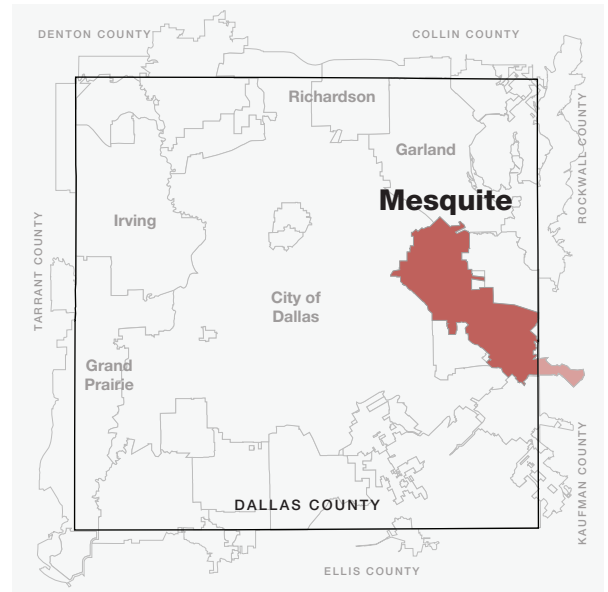 DENTON COUNTY
COLLIN COUNTY
Richardson
ROCKWALL COUNTY
Garland
Mesquite
Irving
TARRANT COUNTY
City of
Dallas
Grand
Prairie
KAUFMAN COUNTY
DALLAS COUNTY
ELLIS COUNTY